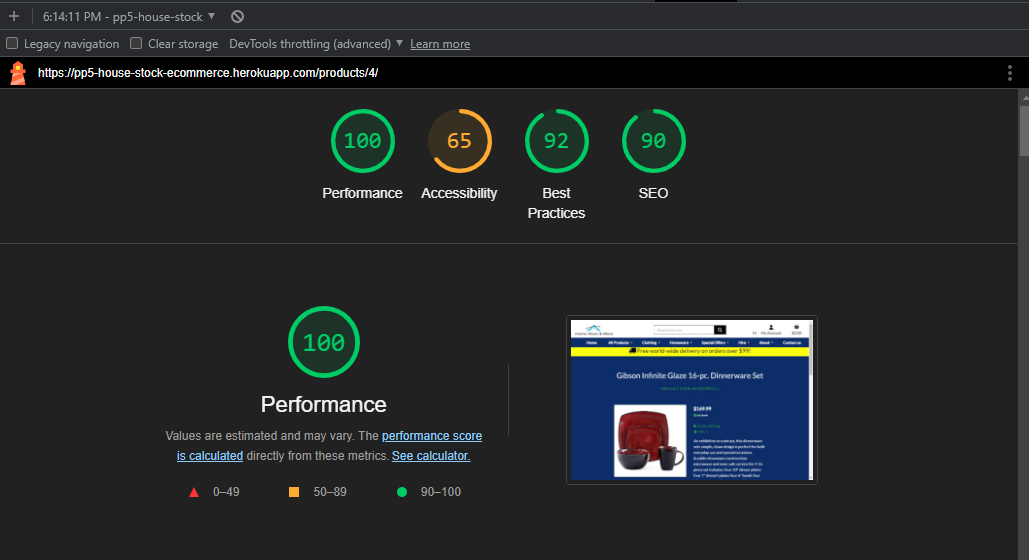 6:14:11 PM - pp5-house-stock
Legacy navigation Clear storage DevTools throttling (advanced) Learn more
https://pp5-house-stock-ecommerce.herokuapp.com/products/4/
100 65 92 90
Performance Accessibility Best Practices SEO
100
Performance
Values are estimated and may vary. The performance score
is calculated directly from these metrics. See calculator.
0–49 50–89 90–100
Home All Products Clothing Homeware Special Offers Hire About Contact us
Free world-wide delivery on orders over $99!
Gibson Infinite Glaze 16-pc. Dinnerware Set
$169.99